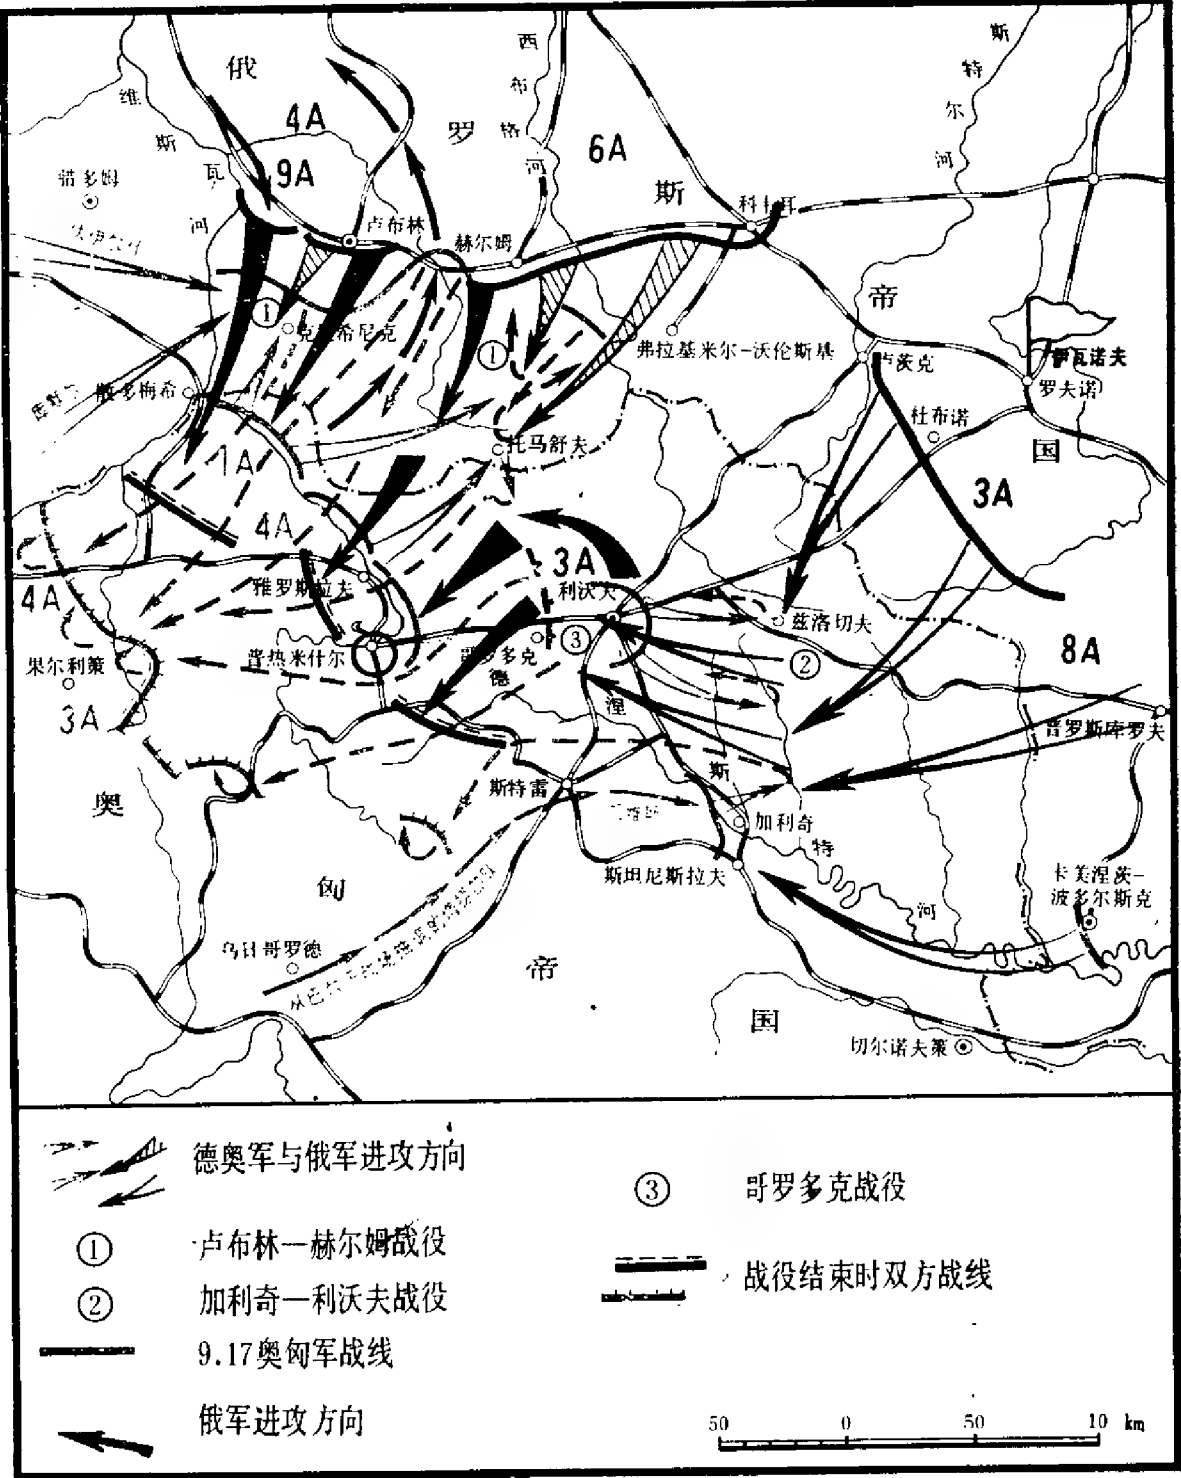 俄
罗
斯
帝
国
维
斯
瓦
河
西
布
格
河
斯
特
尔
河
4A
9A
6A
腊多姆
卢布林
赫尔姆
科卜耳
①
①
弗拉基米尔-沃伦斯基
卢茨克
伊瓦诺夫
罗夫诺
杜布诺
散多梅希
托马舒夫
1A
4A
3A
3A
4A
雅罗斯拉夫
利沃夫
兹洛切夫
③
②
8A
果尔利策
普热米什尔
哥罗多克
3A
德
涅
斯
特
河
普罗斯库罗夫
斯特雷
加利奇
斯坦尼斯拉夫
卡美涅茨-
波多尔斯克
奥
匈
帝
国
乌日哥罗德
切尔诺夫策
德奥军与俄军进攻方向
① 卢布林—赫尔姆战役
② 加利奇—利沃夫战役
9.17奥匈军战线
俄军进攻方向
③ 哥罗多克战役
战役结束时双方战线
50 0 50 10 km